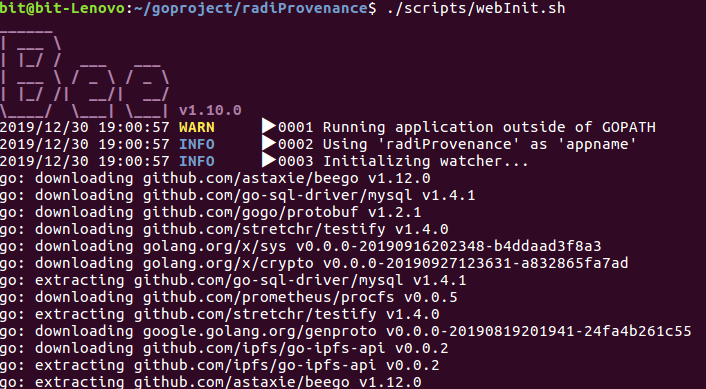 bit@bit-Lenovo:~/goproject/radiProvenance$ ./scripts/webInit.sh
______
| ___ \
| |_/ /  ___   ___
| ___ \ / _ \ / _ \
| |_/ /|  __/|  __/
\____/  \___| \___| v1.10.0
2019/12/30 19:00:57 WARN     ▶ 0001 Running application outside of GOPATH
2019/12/30 19:00:57 INFO     ▶ 0002 Using 'radiProvenance' as 'appname'
2019/12/30 19:00:57 INFO     ▶ 0003 Initializing watcher...
go: downloading github.com/astaxie/beego v1.12.0
go: downloading github.com/go-sql-driver/mysql v1.4.1
go: downloading github.com/gogo/protobuf v1.2.1
go: downloading github.com/stretchr/testify v1.4.0
go: downloading golang.org/x/sys v0.0.0-20190916202348-b4ddaad3f8a3
go: downloading golang.org/x/crypto v0.0.0-20190927123631-a832865fa7ad
go: extracting github.com/go-sql-driver/mysql v1.4.1
go: downloading github.com/prometheus/procfs v0.0.5
go: extracting github.com/stretchr/testify v1.4.0
go: downloading google.golang.org/genproto v0.0.0-20190819201941-24fa4b261c55
go: downloading github.com/ipfs/go-ipfs-api v0.0.2
go: extracting github.com/ipfs/go-ipfs-api v0.0.2
go: extracting github.com/astaxie/beego v1.12.0